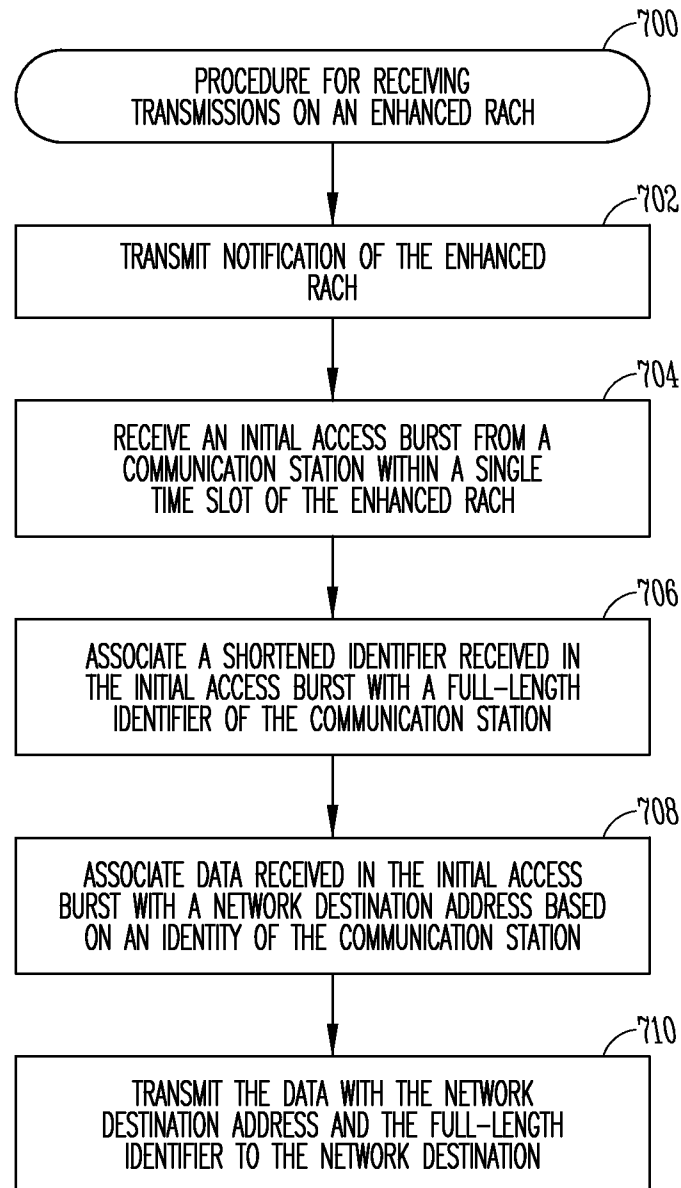 700
PROCEDURE FOR RECEIVING
TRANSMISSIONS ON AN ENHANCED RACH
702
TRANSMIT NOTIFICATION OF THE ENHANCED
RACH
704
RECEIVE AN INITIAL ACCESS BURST FROM A
COMMUNICATION STATION WITHIN A SINGLE
TIME SLOT OF THE ENHANCED RACH
706
ASSOCIATE A SHORTENED IDENTIFIER RECEIVED IN
THE INITIAL ACCESS BURST WITH A FULL-LENGTH
IDENTIFIER OF THE COMMUNICATION STATION
708
ASSOCIATE DATA RECEIVED IN THE INITIAL ACCESS
BURST WITH A NETWORK DESTINATION ADDRESS BASED
ON AN IDENTITY OF THE COMMUNICATION STATION
710
TRANSMIT THE DATA WITH THE NETWORK
DESTINATION ADDRESS AND THE FULL-LENGTH
IDENTIFIER TO THE NETWORK DESTINATION